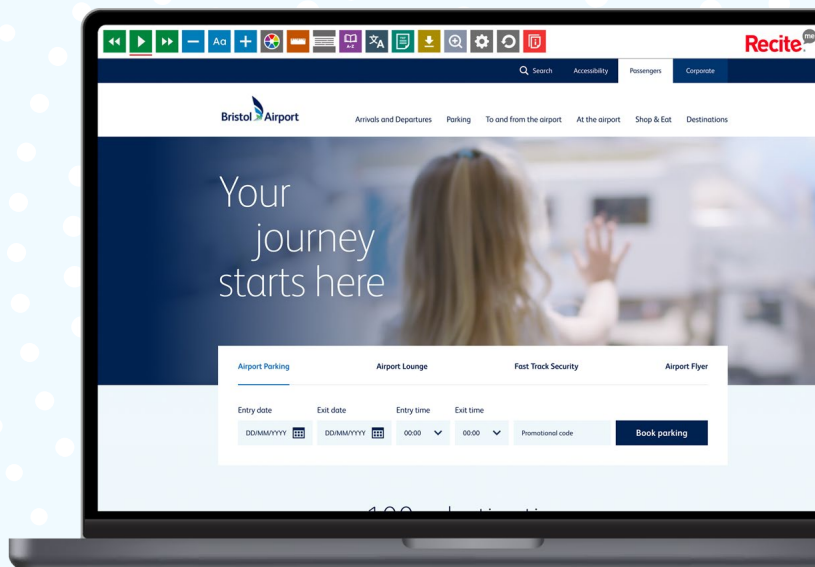 Aa
A-Z
Recite me
Search Accessibility Passengers Corporate
Bristol Airport
Arrivals and Departures Parking To and from the airport At the airport Shop & Eat Destinations
Your
journey
starts here
Airport Parking Airport Lounge Fast Track Security Airport Flyer
Entry date Exit date Entry time Exit time
DD/MM/YYYY DD/MM/YYYY 00:00 00:00 Promotional code Book parking